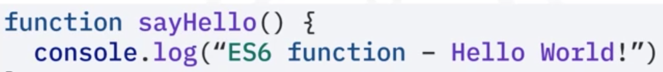 function sayHello() {
  console.log(“ES6 function – Hello World!”)